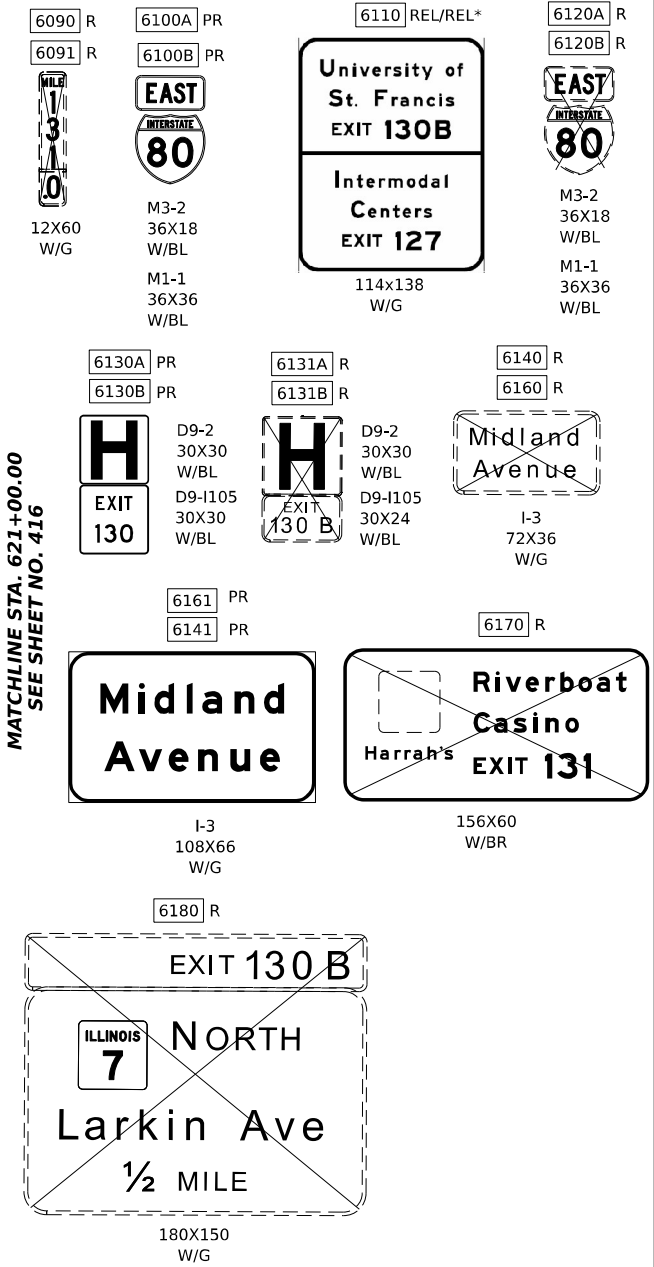 6090 R
6091 R
MILE
1
3
1
.0
12X60
W/G
6100A PR
6100B PR
EAST
INTERSTATE
80
M3-2
36X18
W/BL
M1-1
36X36
W/BL
6110 REL/REL*
University of
St. Francis
EXIT 130B
Intermodal
Centers
EXIT 127
114x138
W/G
6120A R
6120B R
EAST
INTERSTATE
80
M3-2
36X18
W/BL
M1-1
36X36
W/BL
MATCHLINE STA. 621+00.00
SEE SHEET NO. 416
6130A PR
6130B PR
H
EXIT
130
D9-2
30X30
W/BL
D9-I105
30X30
W/BL
6131A R
6131B R
H
EXIT
130 B
D9-2
30X30
W/BL
D9-I105
30X24
W/BL
6140 R
6160 R
Midland
Avenue
I-3
72X36
W/G
6161 PR
6141 PR
Midland
Avenue
I-3
108X66
W/G
6170 R
Harrah's
Riverboat
Casino
EXIT 131
156X60
W/BR
6180 R
EXIT 130 B
ILLINOIS
7
NORTH
Larkin Ave
½ MILE
180X150
W/G